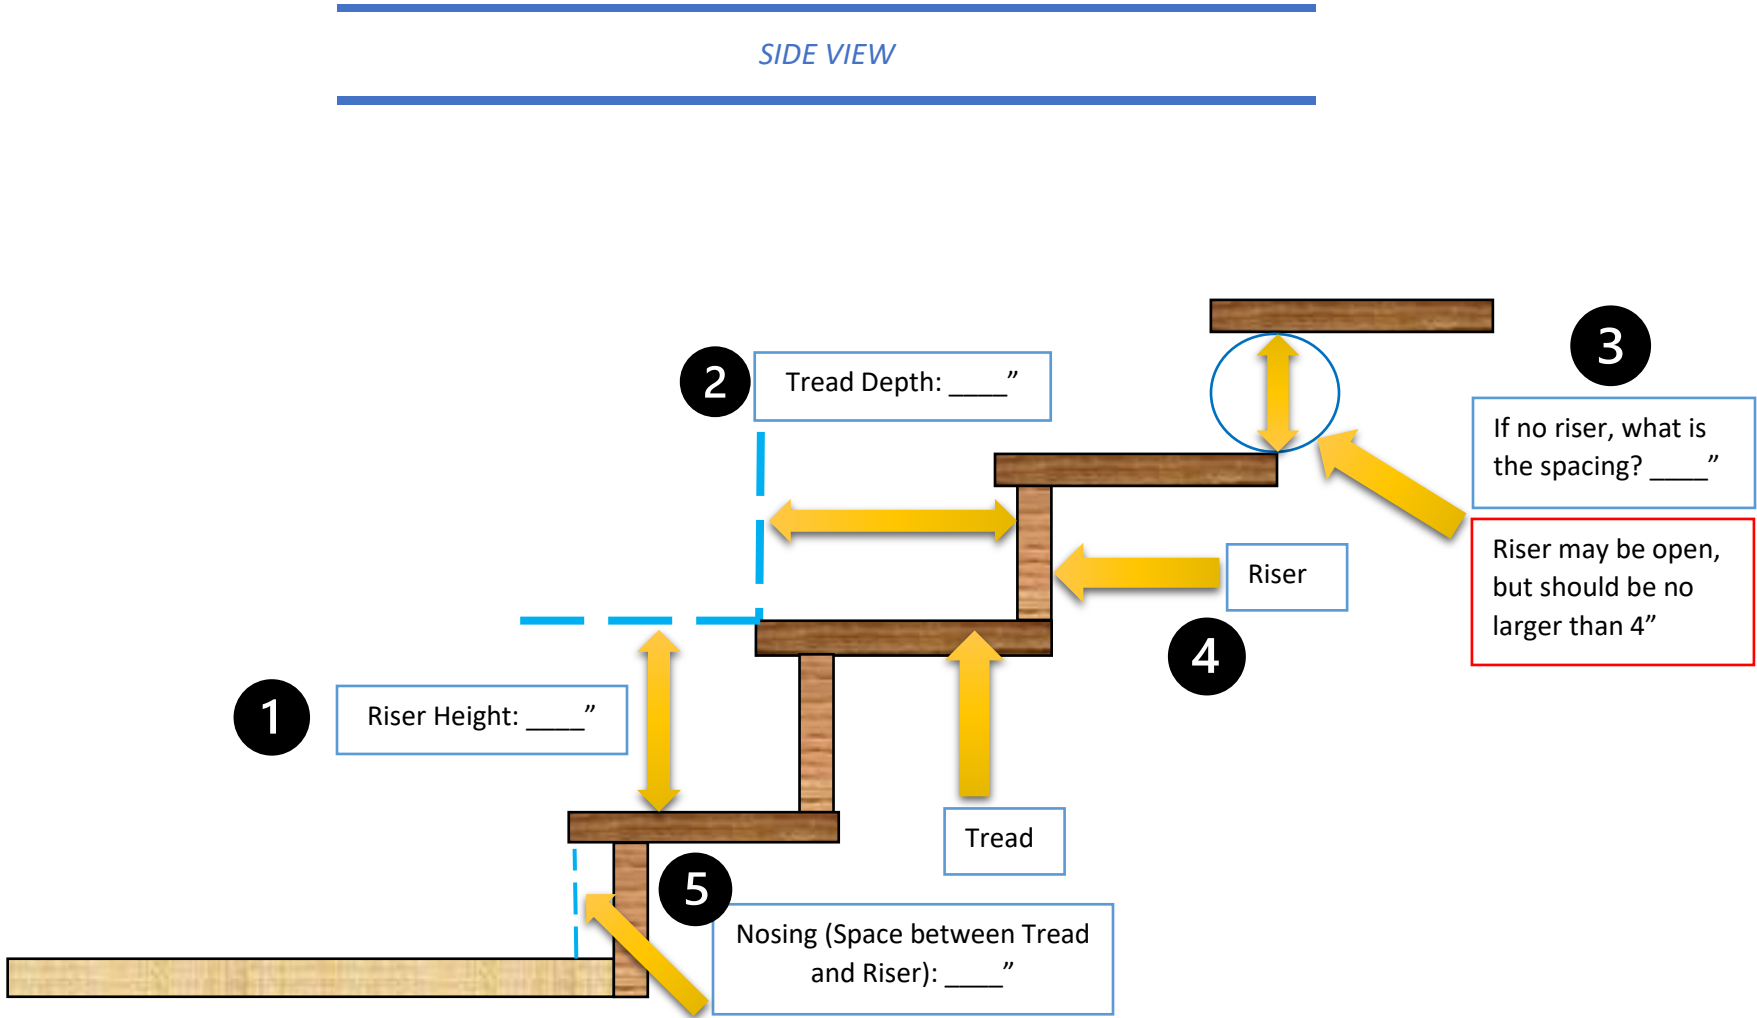 SIDE VIEW
3
2
Tread Depth: ____”
If no riser, what is
the spacing? ____”
Riser may be open,
but should be no
larger than 4”
Riser
4
1
Riser Height: ____”
Tread
5
Nosing (Space between Tread
and Riser): ____”